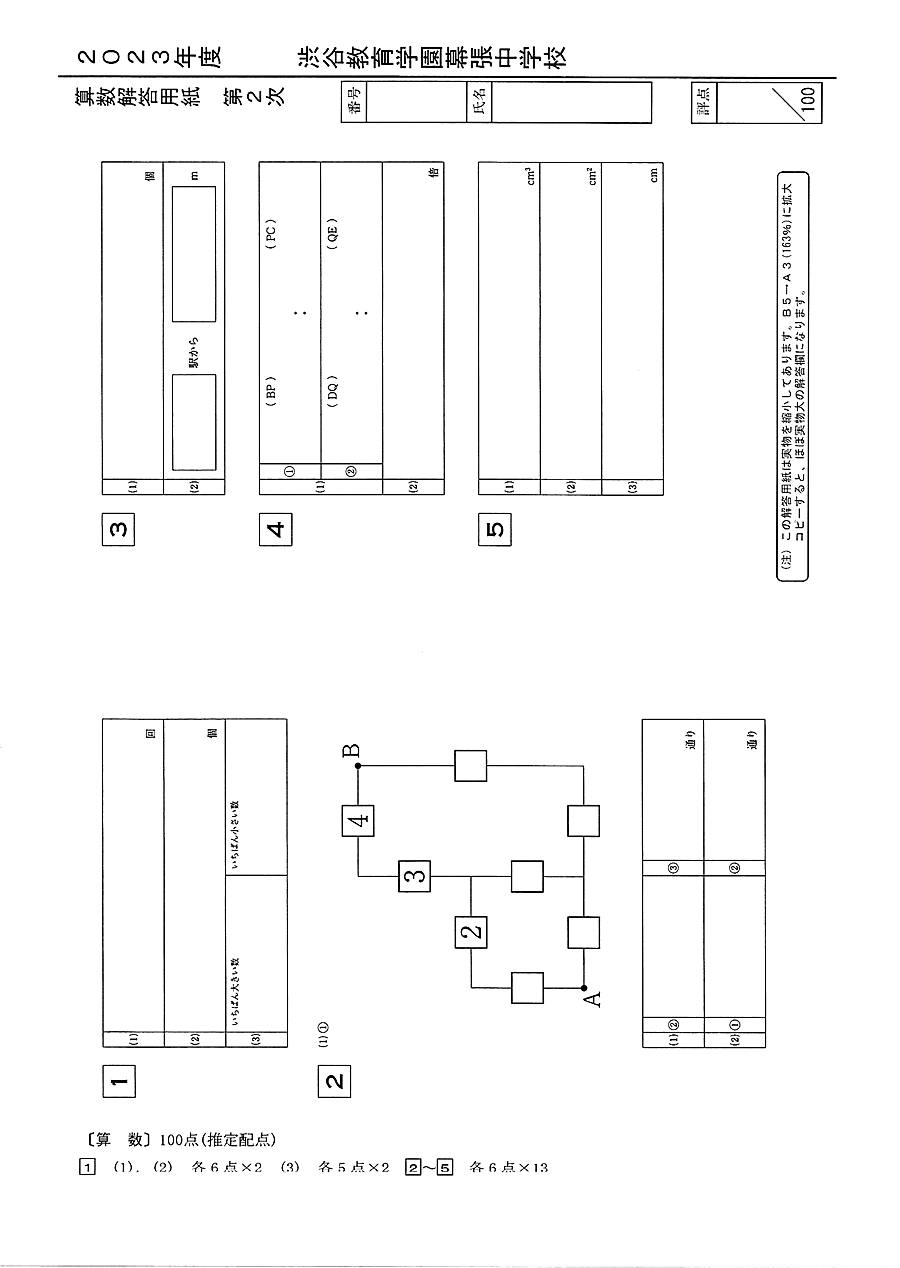 2023年度 渋谷教育学園幕張中学校
算数解答用紙 第2次
番号
氏名
評点
/100
1
(1) 回
(2) 個
(3) いちばん大きい数 いちばん小さい数
2
(1)①
A
B
2
3
4
(1) ② ③ 通り
(2) ① ② 通り
3
(1) 個
(2) 駅から m
4
(1) ① (BP) : (PC)
② (DQ) : (QE)
(2) 倍
5
(1) cm³
(2) cm²
(3) cm
(注) この解答用紙は実物を縮小してあります。B5→A3(163%)に拡大
コピーすると、ほぼ実物大の解答欄になります。
〔算 数〕100点(推定配点)
1 (1),(2) 各6点×2 (3) 各5点×2 2~5 各6点×13